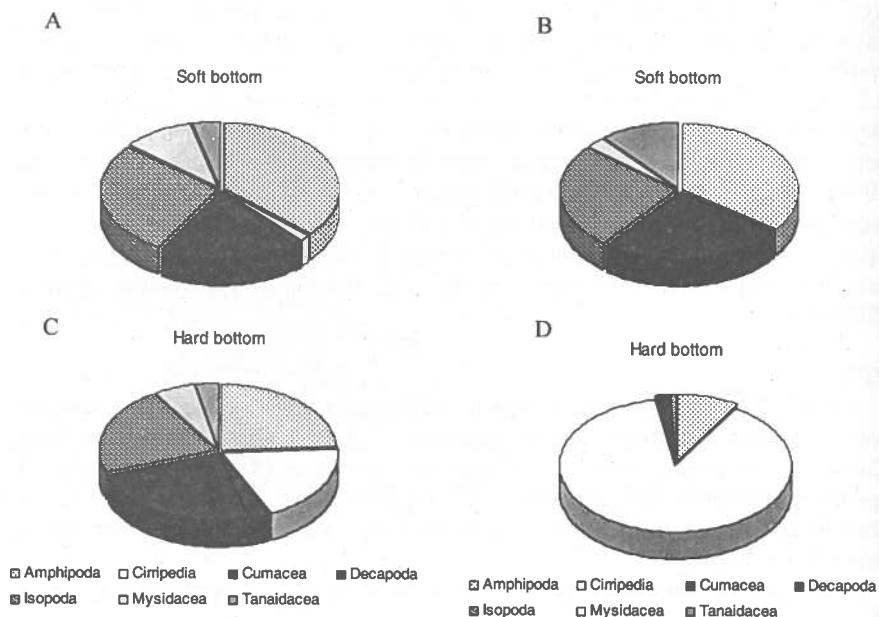 A
B
Soft bottom
Soft bottom
C
D
Hard bottom
Hard bottom
Amphipoda Cirripedia Cumacea Decapoda
Isopoda Mysidacea Tanaidacea
Amphipoda Cirripedia Cumacea Decapoda
Isopoda Mysidacea Tanaidacea